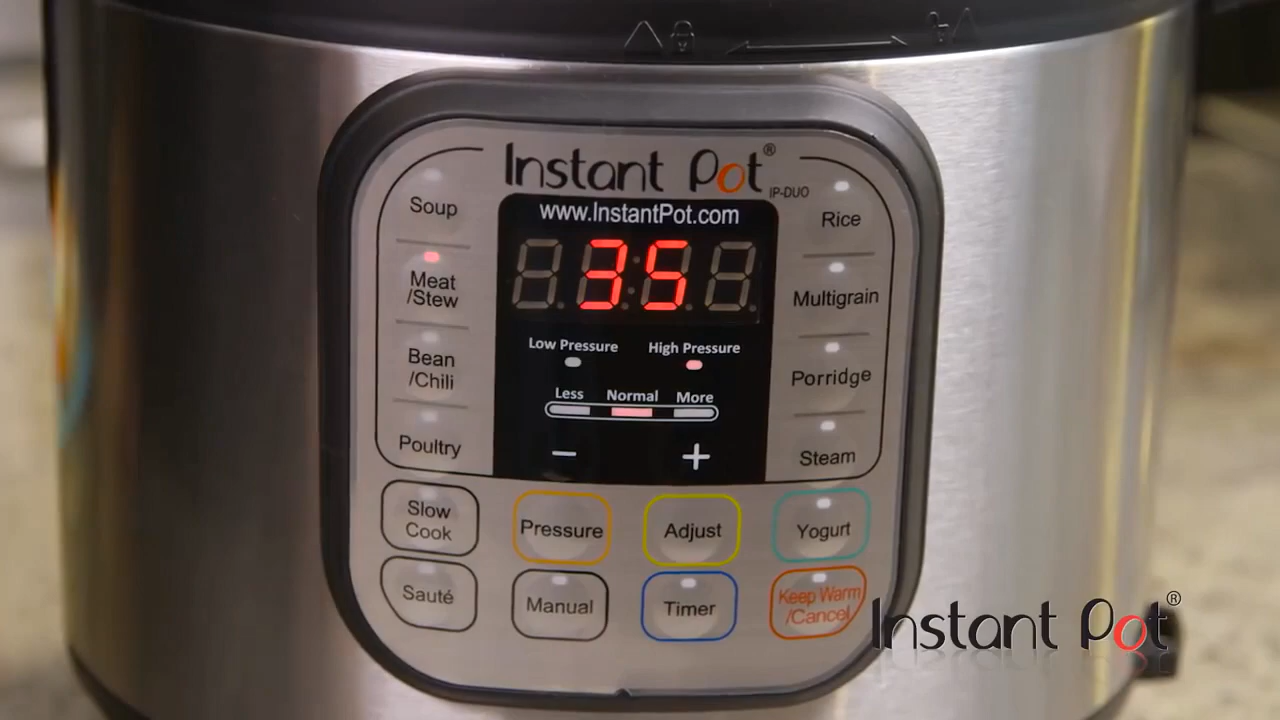 Instant Pot®
IP-DUO
www.InstantPot.com
35
Low Pressure High Pressure
Less Normal More
− +
Soup
Meat
/Stew
Bean
/Chili
Poultry
Rice
Multigrain
Porridge
Steam
Slow
Cook
Pressure
Adjust
Yogurt
Sauté
Manual
Timer
Keep Warm
/Cancel
Instant Pot®